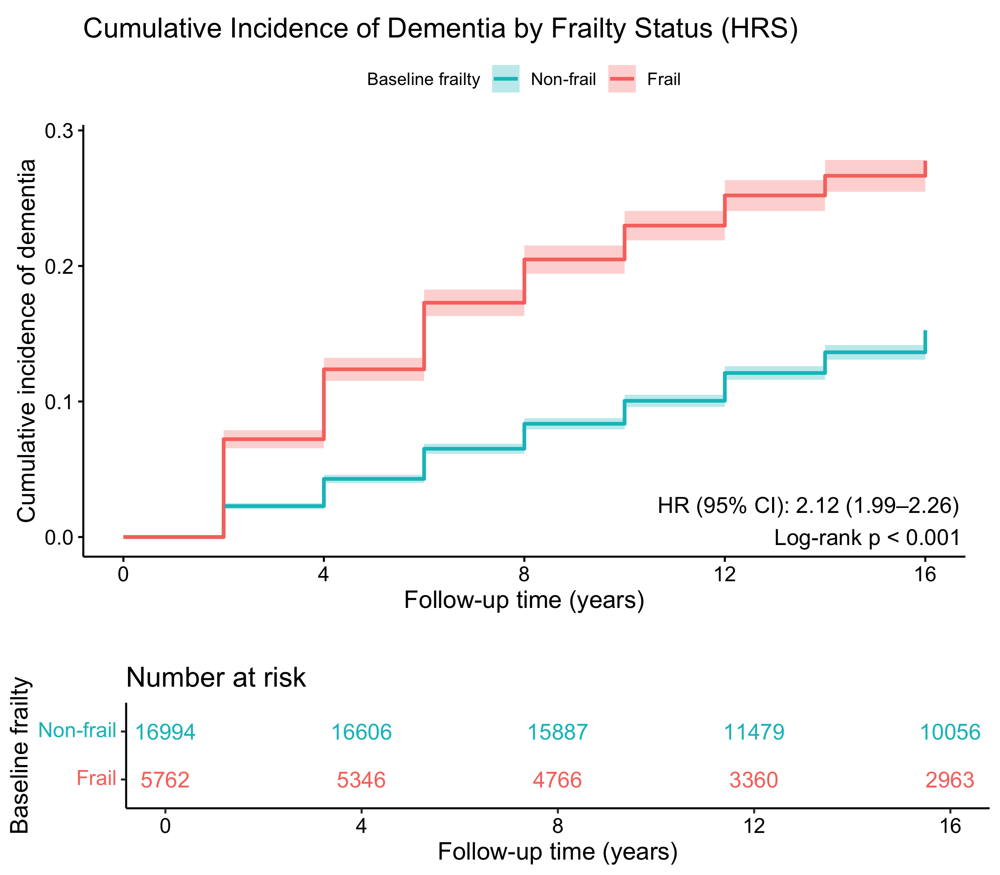 Cumulative Incidence of Dementia by Frailty Status (HRS)
Baseline frailty Non-frail Frail
Cumulative incidence of dementia
0.3
0.2
0.1
0.0
HR (95% CI): 2.12 (1.99–2.26)
Log-rank p < 0.001
0 4 8 12 16
Follow-up time (years)
Number at risk
Baseline frailty
Non-frail 16994 16606 15887 11479 10056
Frail 5762 5346 4766 3360 2963
0 4 8 12 16
Follow-up time (years)